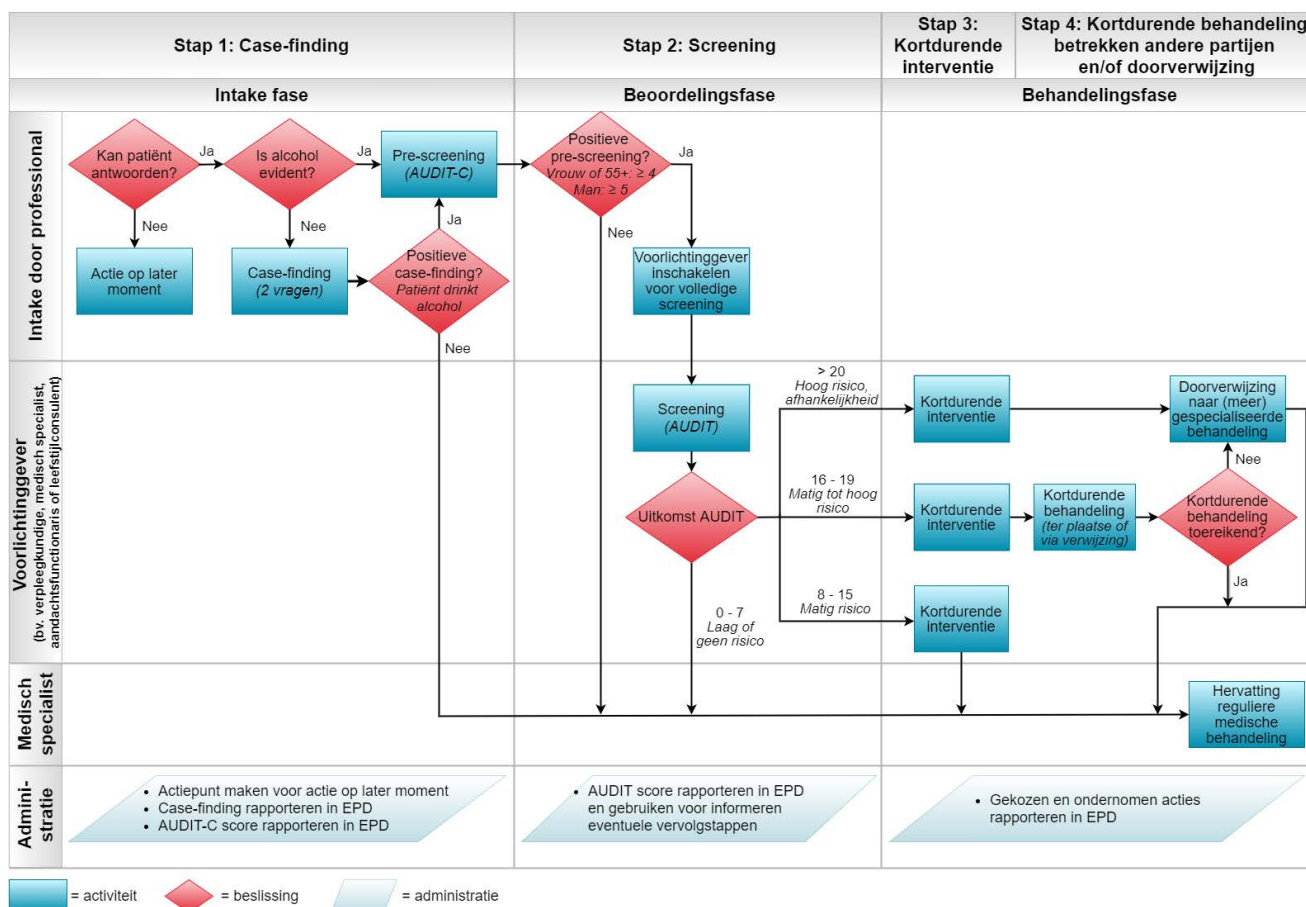 Stap 1: Case-finding
Stap 2: Screening
Stap 3:
Kortdurende
interventie
Stap 4: Kortdurende behandeling
betrekken andere partijen
en/of doorverwijzing
Intake fase
Beoordelingsfase
Behandelingsfase
Intake door professional
Kan patiënt
antwoorden?
Ja
Nee
Actie op later
moment
Is alcohol
evident?
Ja
Nee
Case-finding
(2 vragen)
Pre-screening
(AUDIT-C)
Ja
Positieve
case-finding?
Patiënt drinkt
alcohol
Nee
Positieve
pre-screening?
Vrouw of 55+: ≥ 4
Man: ≥ 5
Ja
Nee
Voorlichtinggever
inschakelen
voor volledige
screening
Voorlichtinggever
(bv. verpleegkundige, medisch specialist,
aandachtsfunctionaris of leefstijlconsulent)
Screening
(AUDIT)
Uitkomst AUDIT
> 20
Hoog risico,
afhankelijkheid
Kortdurende
interventie
Doorverwijzing
naar (meer)
gespecialiseerde
behandeling
16 - 19
Matig tot hoog
risico
Kortdurende
interventie
Kortdurende
behandeling
(ter plaatse of
via verwijzing)
Nee
Kortdurende
behandeling
toereikend?
Ja
8 - 15
Matig risico
Kortdurende
interventie
0 - 7
Laag of
geen risico
Medisch
specialist
Hervatting
reguliere
medische
behandeling
Admini-
stratie
• Actiepunt maken voor actie op later moment
• Case-finding rapporteren in EPD
• AUDIT-C score rapporteren in EPD
• AUDIT score rapporteren in EPD
en gebruiken voor informeren
eventuele vervolgstappen
• Gekozen en ondernomen acties
rapporteren in EPD
= activiteit
= beslissing
= administratie